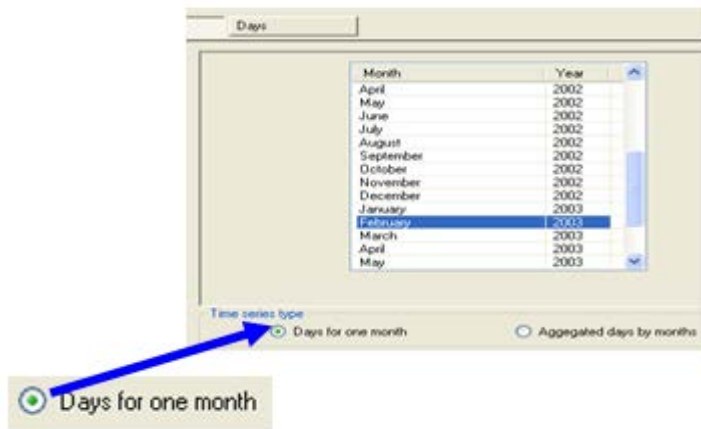 Days
Month Year
April 2002
May 2002
June 2002
July 2002
August 2002
September 2002
October 2002
November 2002
December 2002
January 2003
February 2003
March 2003
April 2003
May 2003
Time series type
Days for one month Aggegated days by months
Days for one month